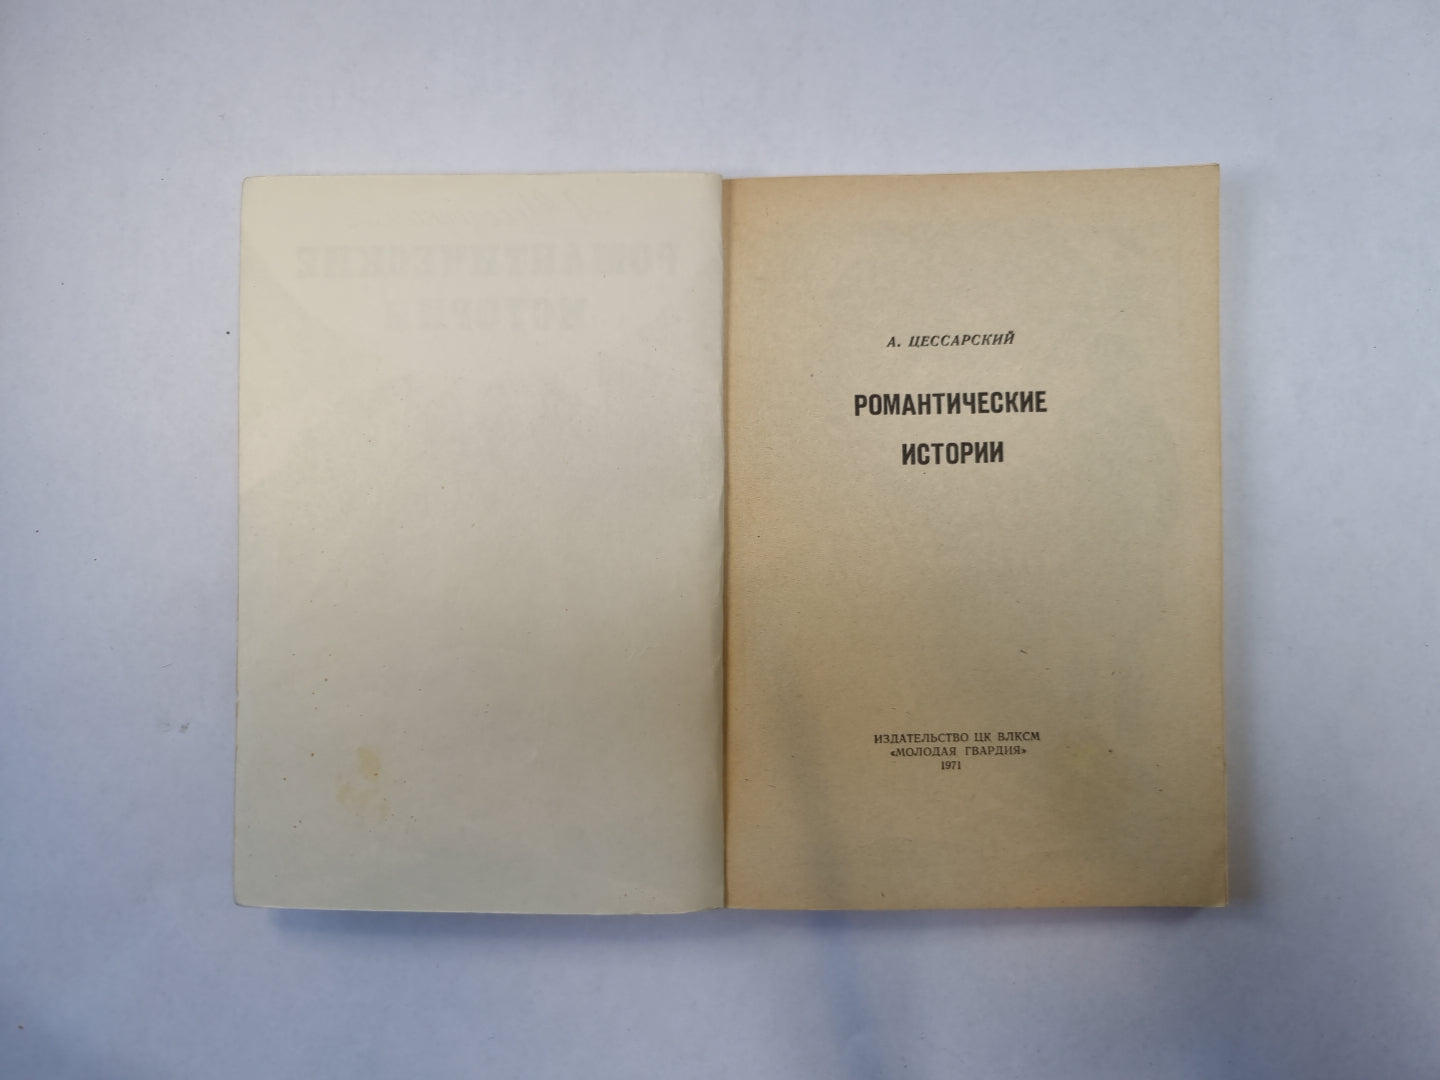 А. ЦЕССАРСКИЙ
РОМАНТИЧЕСКИЕ
ИСТОРИИ
ИЗДАТЕЛЬСТВО ЦК ВЛКСМ
«МОЛОДАЯ ГВАРДИЯ»
1971